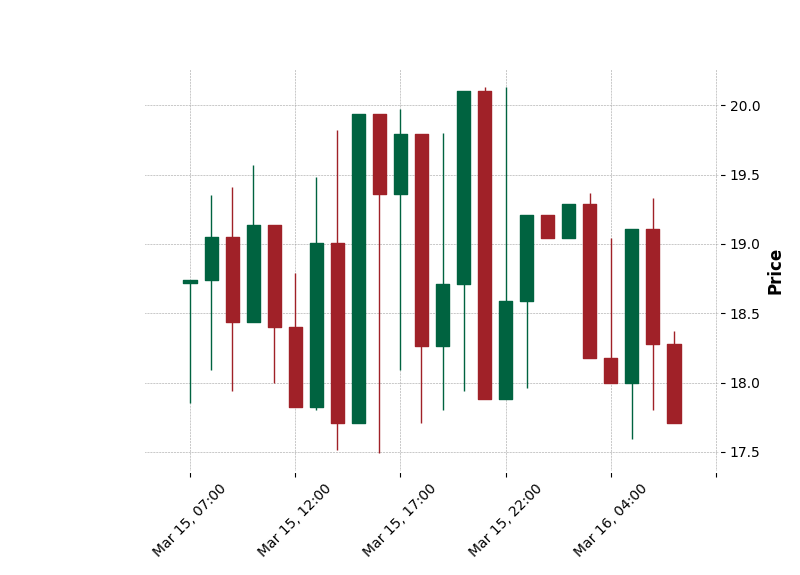 20.0
19.5
19.0
18.5
18.0
17.5
Price
Mar 15, 07:00
Mar 15, 12:00
Mar 15, 17:00
Mar 15, 22:00
Mar 16, 04:00